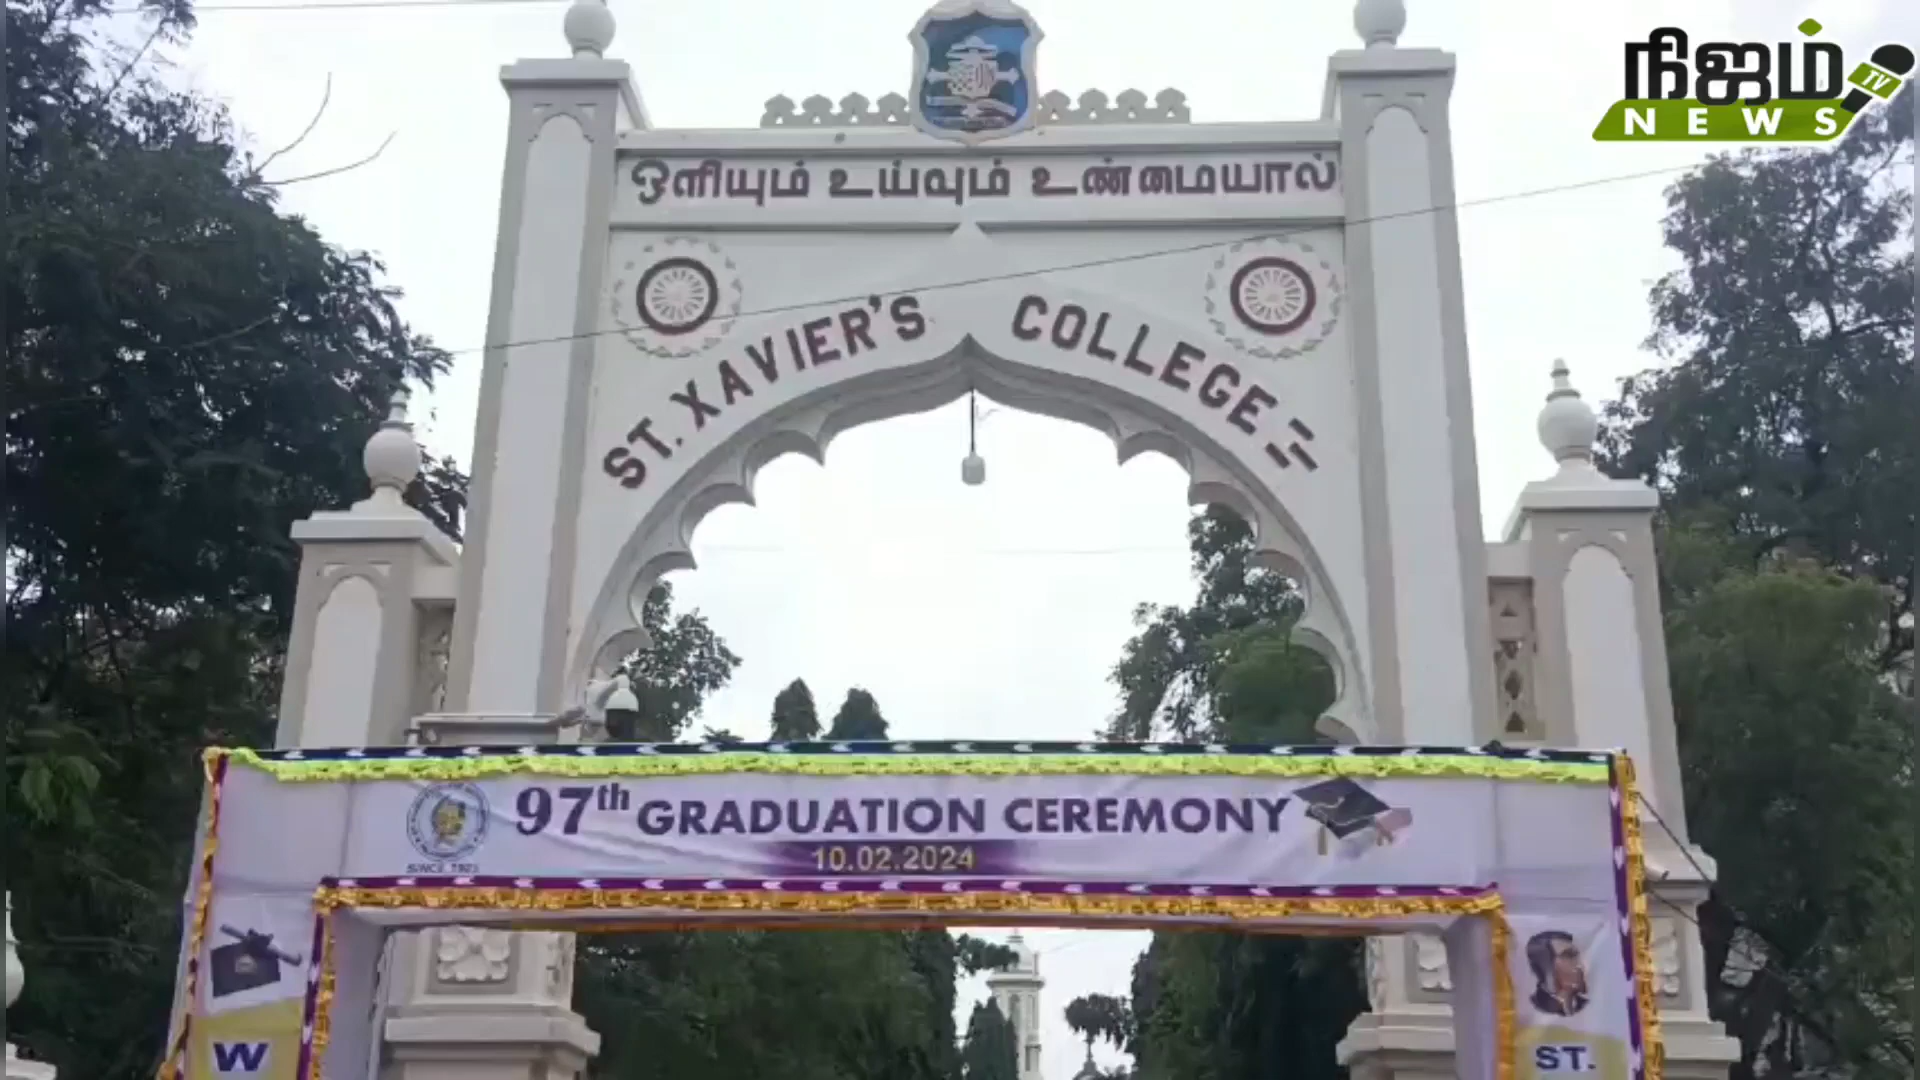 நிஜம்
TV
NEWS
ஒளியும் உய்வும் உண்மையால்
ST. XAVIER'S COLLEGE
97th GRADUATION CEREMONY
10.02.2024
SINCE 1923
W
ST.